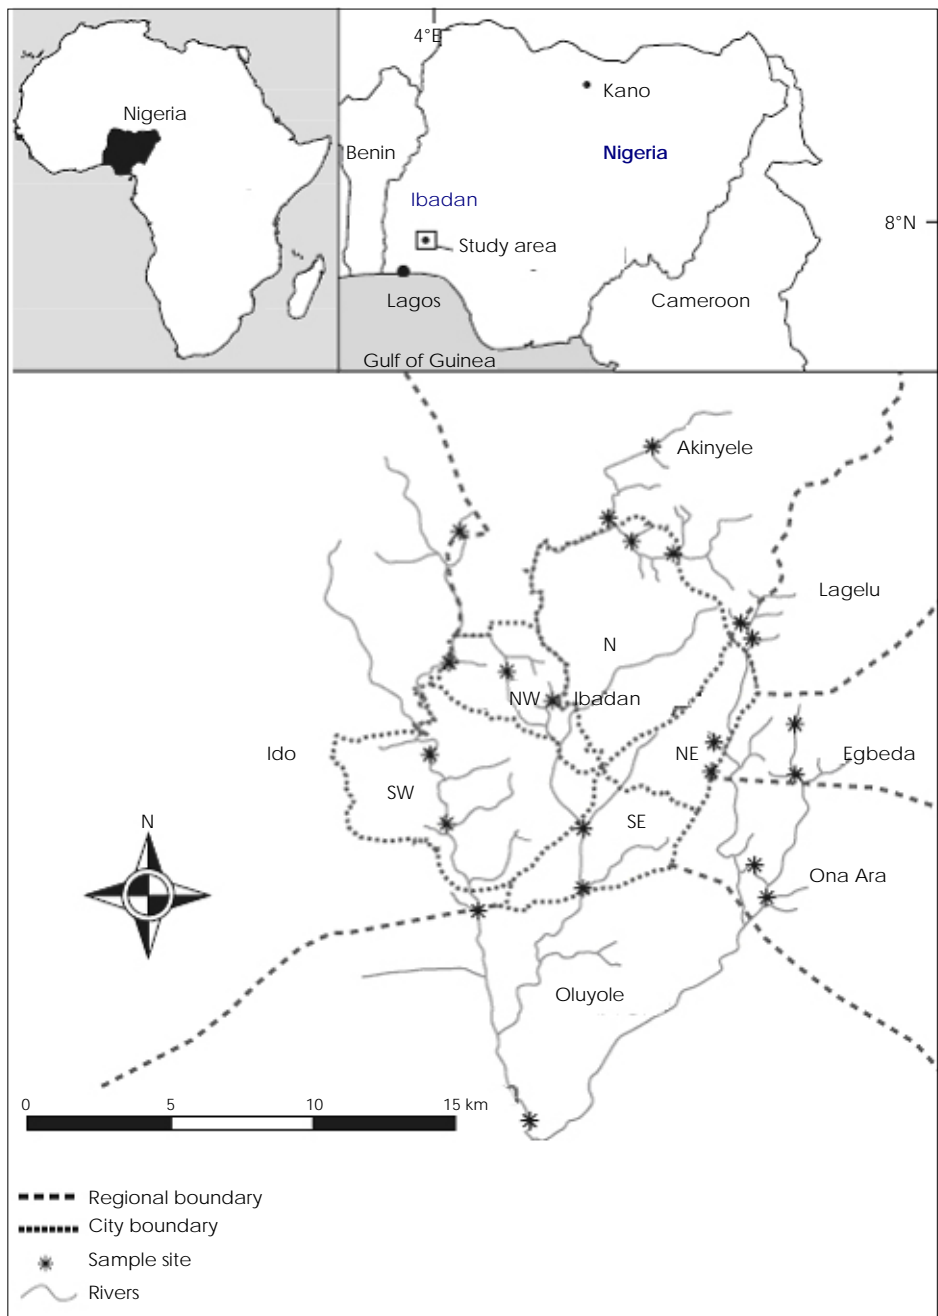 4°E
Nigeria
Kano
Benin
Nigeria
Ibadan
8°N
Study area
Lagos
Cameroon
Gulf of Guinea
Akinyele
Lagelu
N
NW
Ibadan
Ido
NE
Egbeda
SW
N
SE
Ona Ara
Oluyole
0 5 10 15 km
Regional boundary
City boundary
Sample site
Rivers